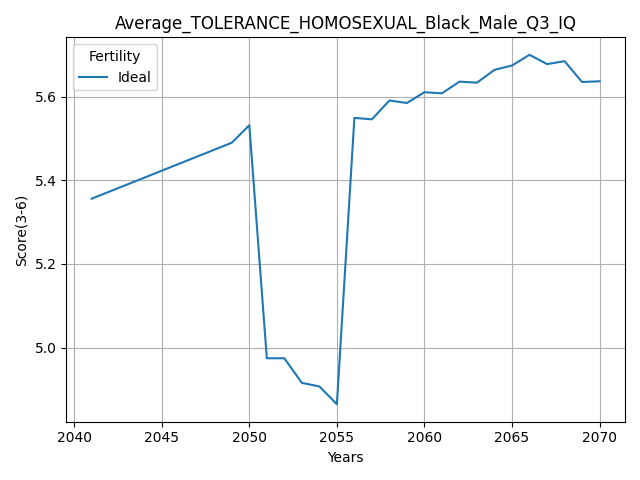 Average_TOLERANCE_HOMOSEXUAL_Black_Male_Q3_IQ
Fertility
Ideal
Score(3-6)
5.6
5.4
5.2
5.0
2040 2045 2050 2055 2060 2065 2070
Years